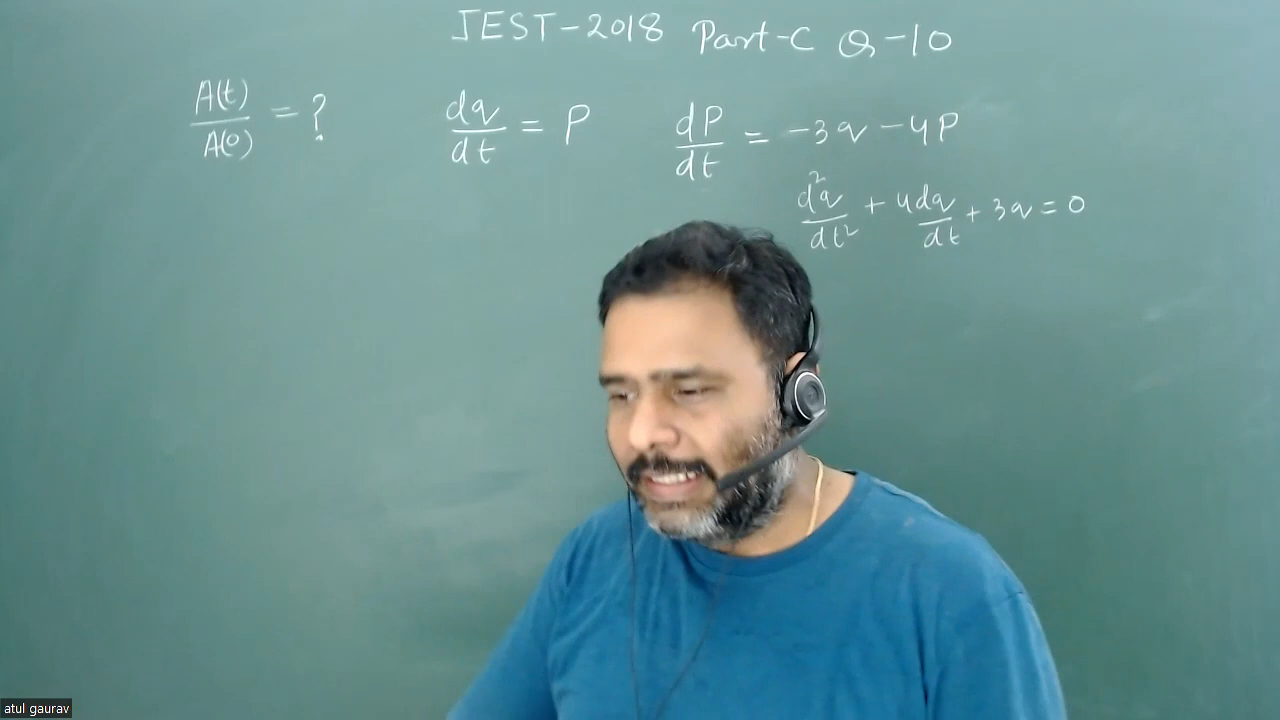 JEST-2018 Part-C Q-10
A(t)/A(0) = ?
dq/dt = P
dP/dt = -3q - 4P
d²q/dt² + 4dq/dt + 3q = 0
atul gaurav